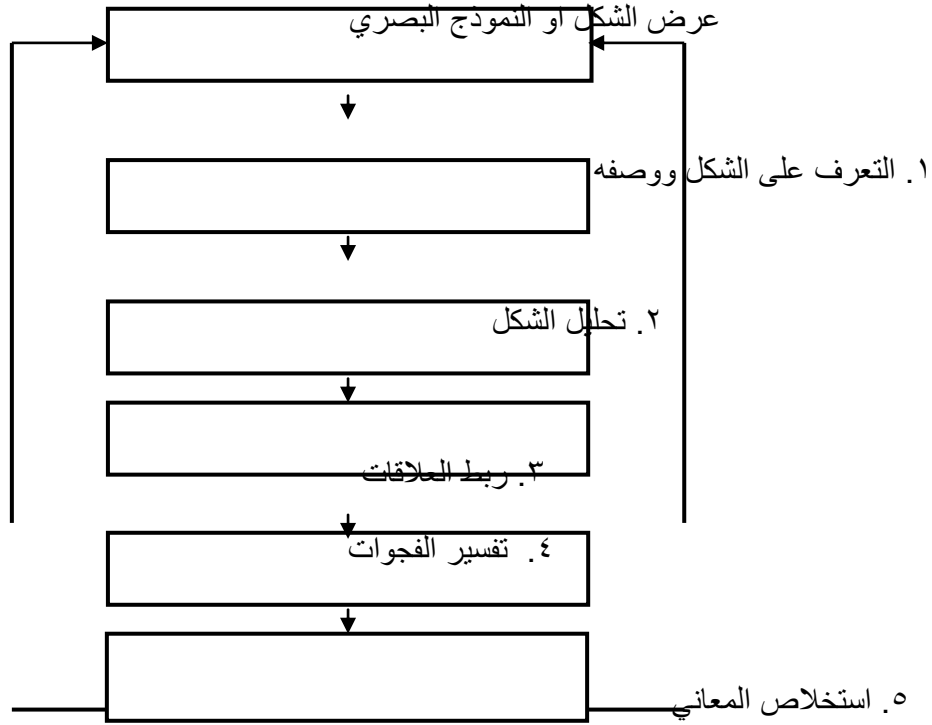 عرض الشكل او النموذج البصري
١. التعرف على الشكل ووصفه
٢. تحليل الشكل
٣. ربط العلاقات
٤. تفسير الفجوات
٥. استخلاص المعاني